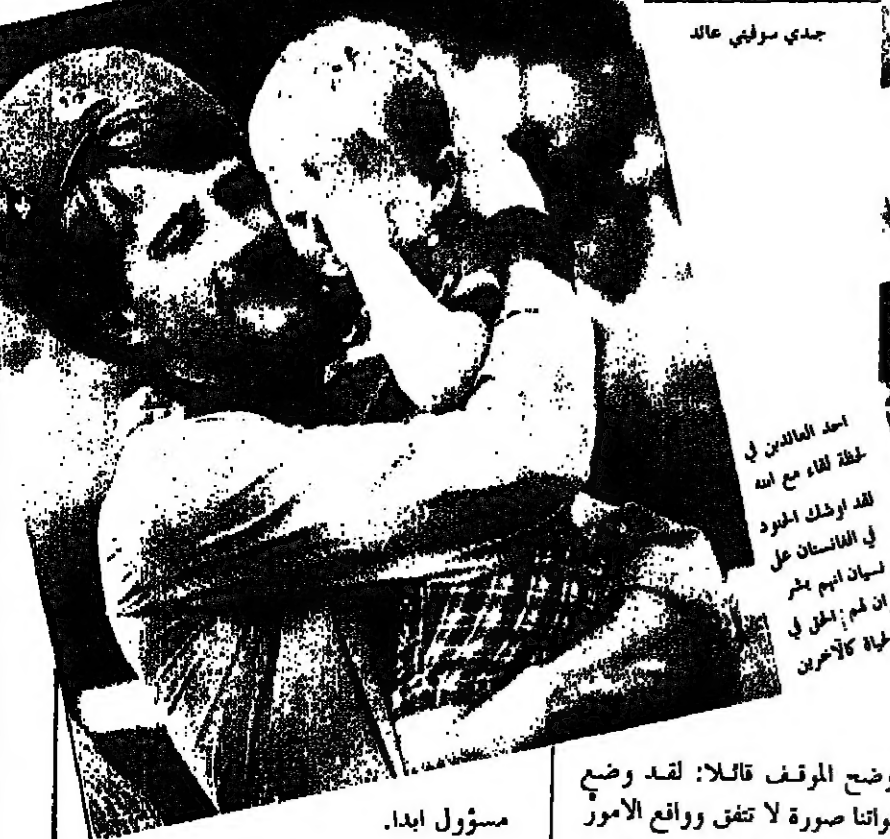 جندي سوفيتي عائد
احد العائدين في
لحظة لقاء مع ابنه
لقد اوشك الجنود
في افغانستان على
نسيان انهم بشر
ان لهم الحق في
الحياة كالآخرين
وضح الموقف قائلا: لقد وضع
واتنا صورة لا تتفق وواقع الامور
مسؤول ابدا.